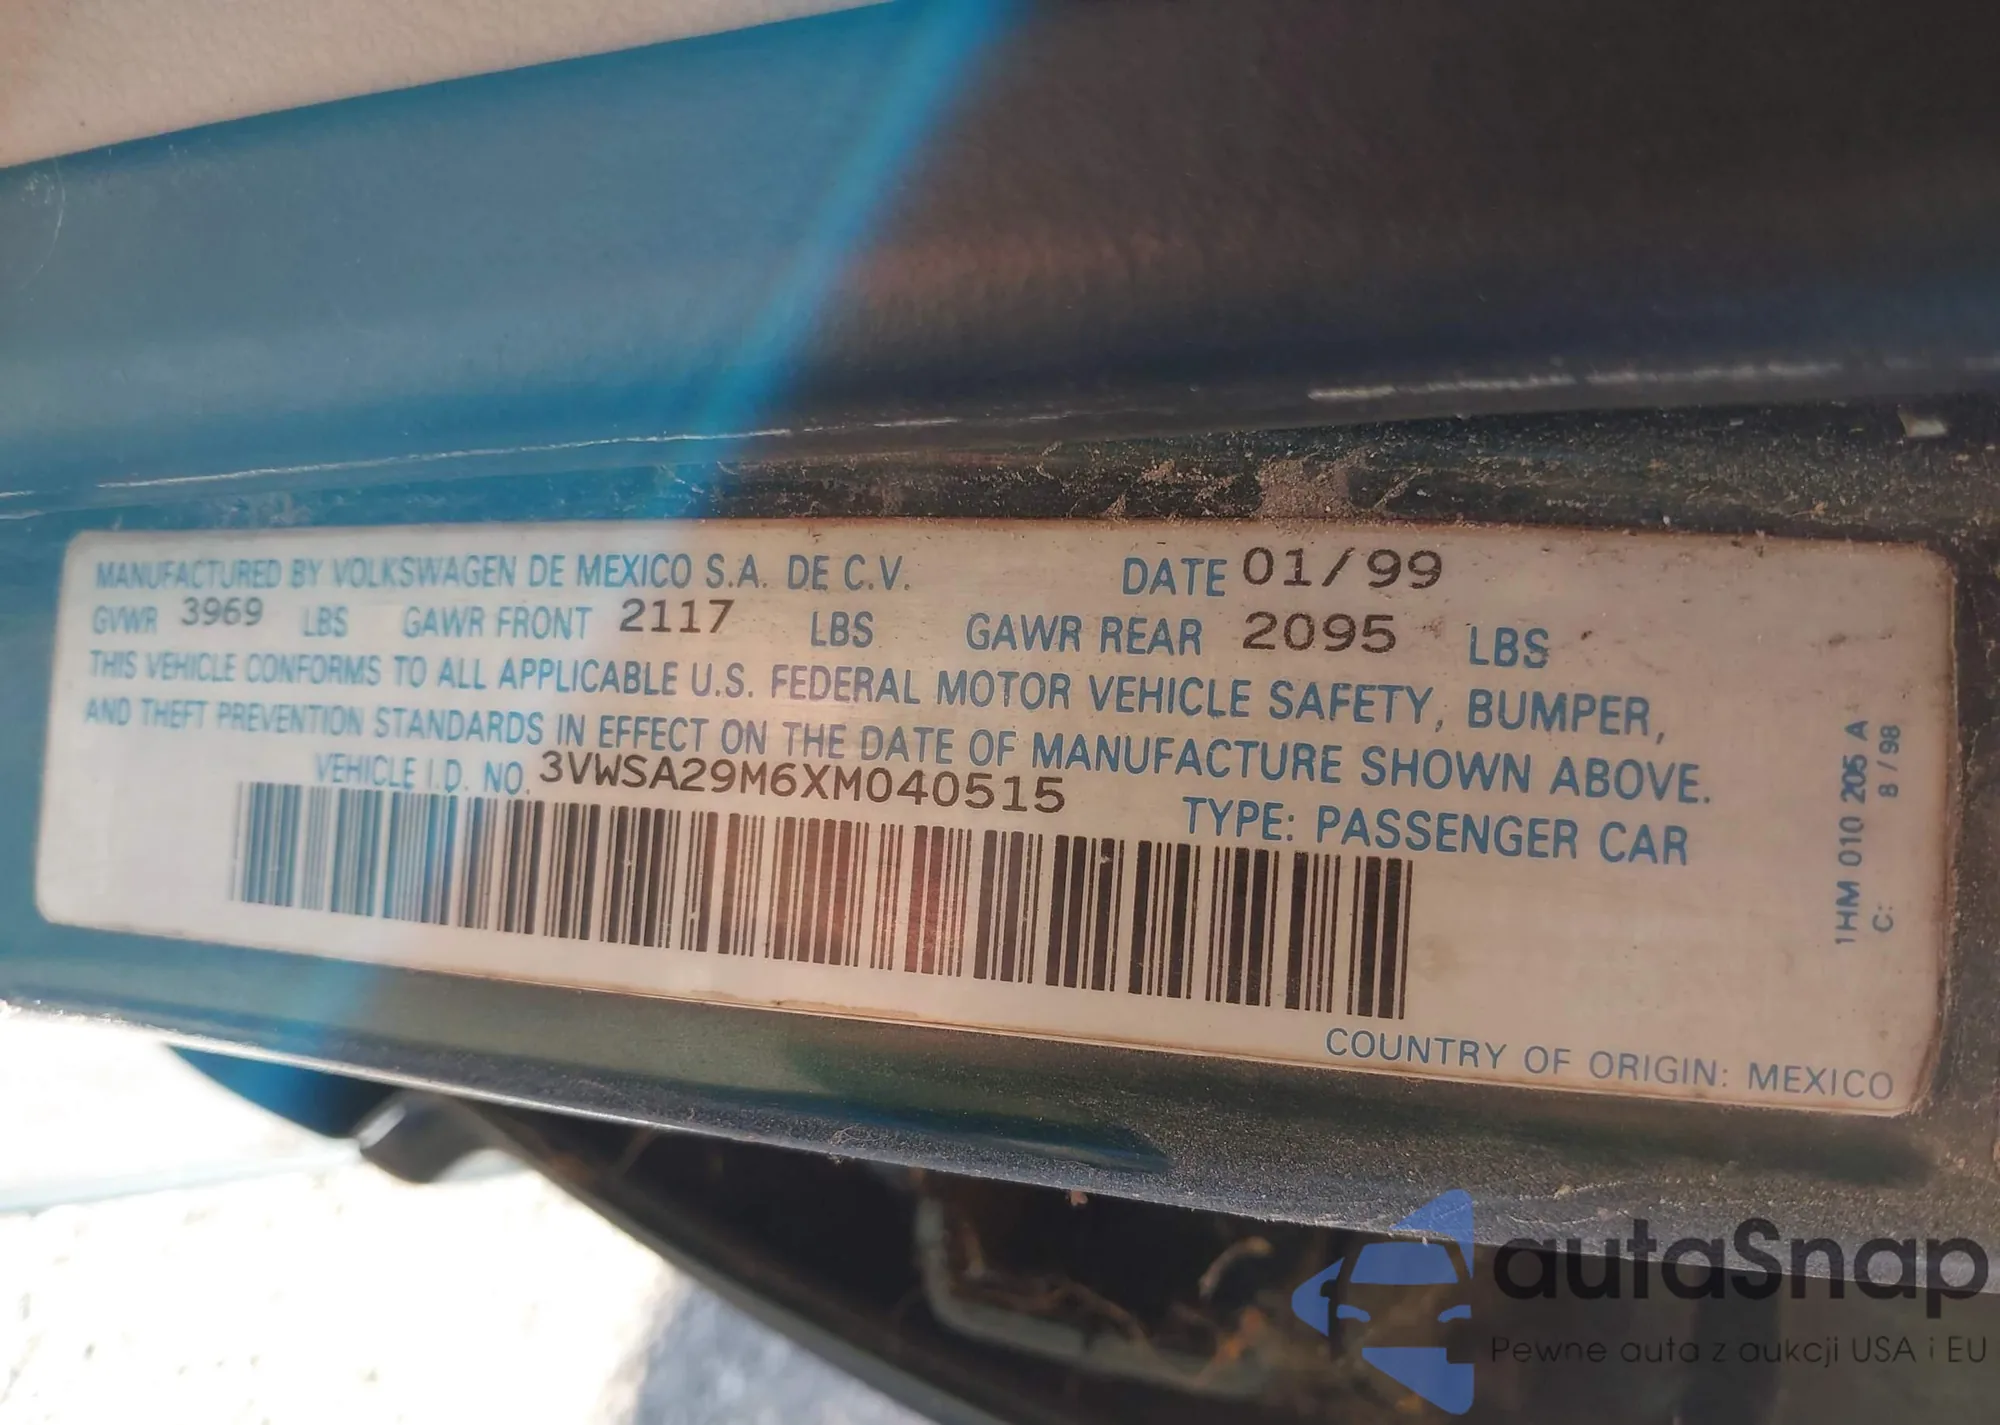 MANUFACTURED BY VOLKSWAGEN DE MEXICO S.A. DE C.V. DATE 01/99
GVWR 3969 LBS GAWR FRONT 2117 LBS GAWR REAR 2095 LBS
THIS VEHICLE CONFORMS TO ALL APPLICABLE U.S. FEDERAL MOTOR VEHICLE SAFETY, BUMPER,
AND THEFT PREVENTION STANDARDS IN EFFECT ON THE DATE OF MANUFACTURE SHOWN ABOVE.
VEHICLE I.D. NO. 3VWSA29M6XM040515 TYPE: PASSENGER CAR
1HM 010 205 A
C: 8/98
COUNTRY OF ORIGIN: MEXICO
autaSnap
Pewne auta z aukcji USA i EU